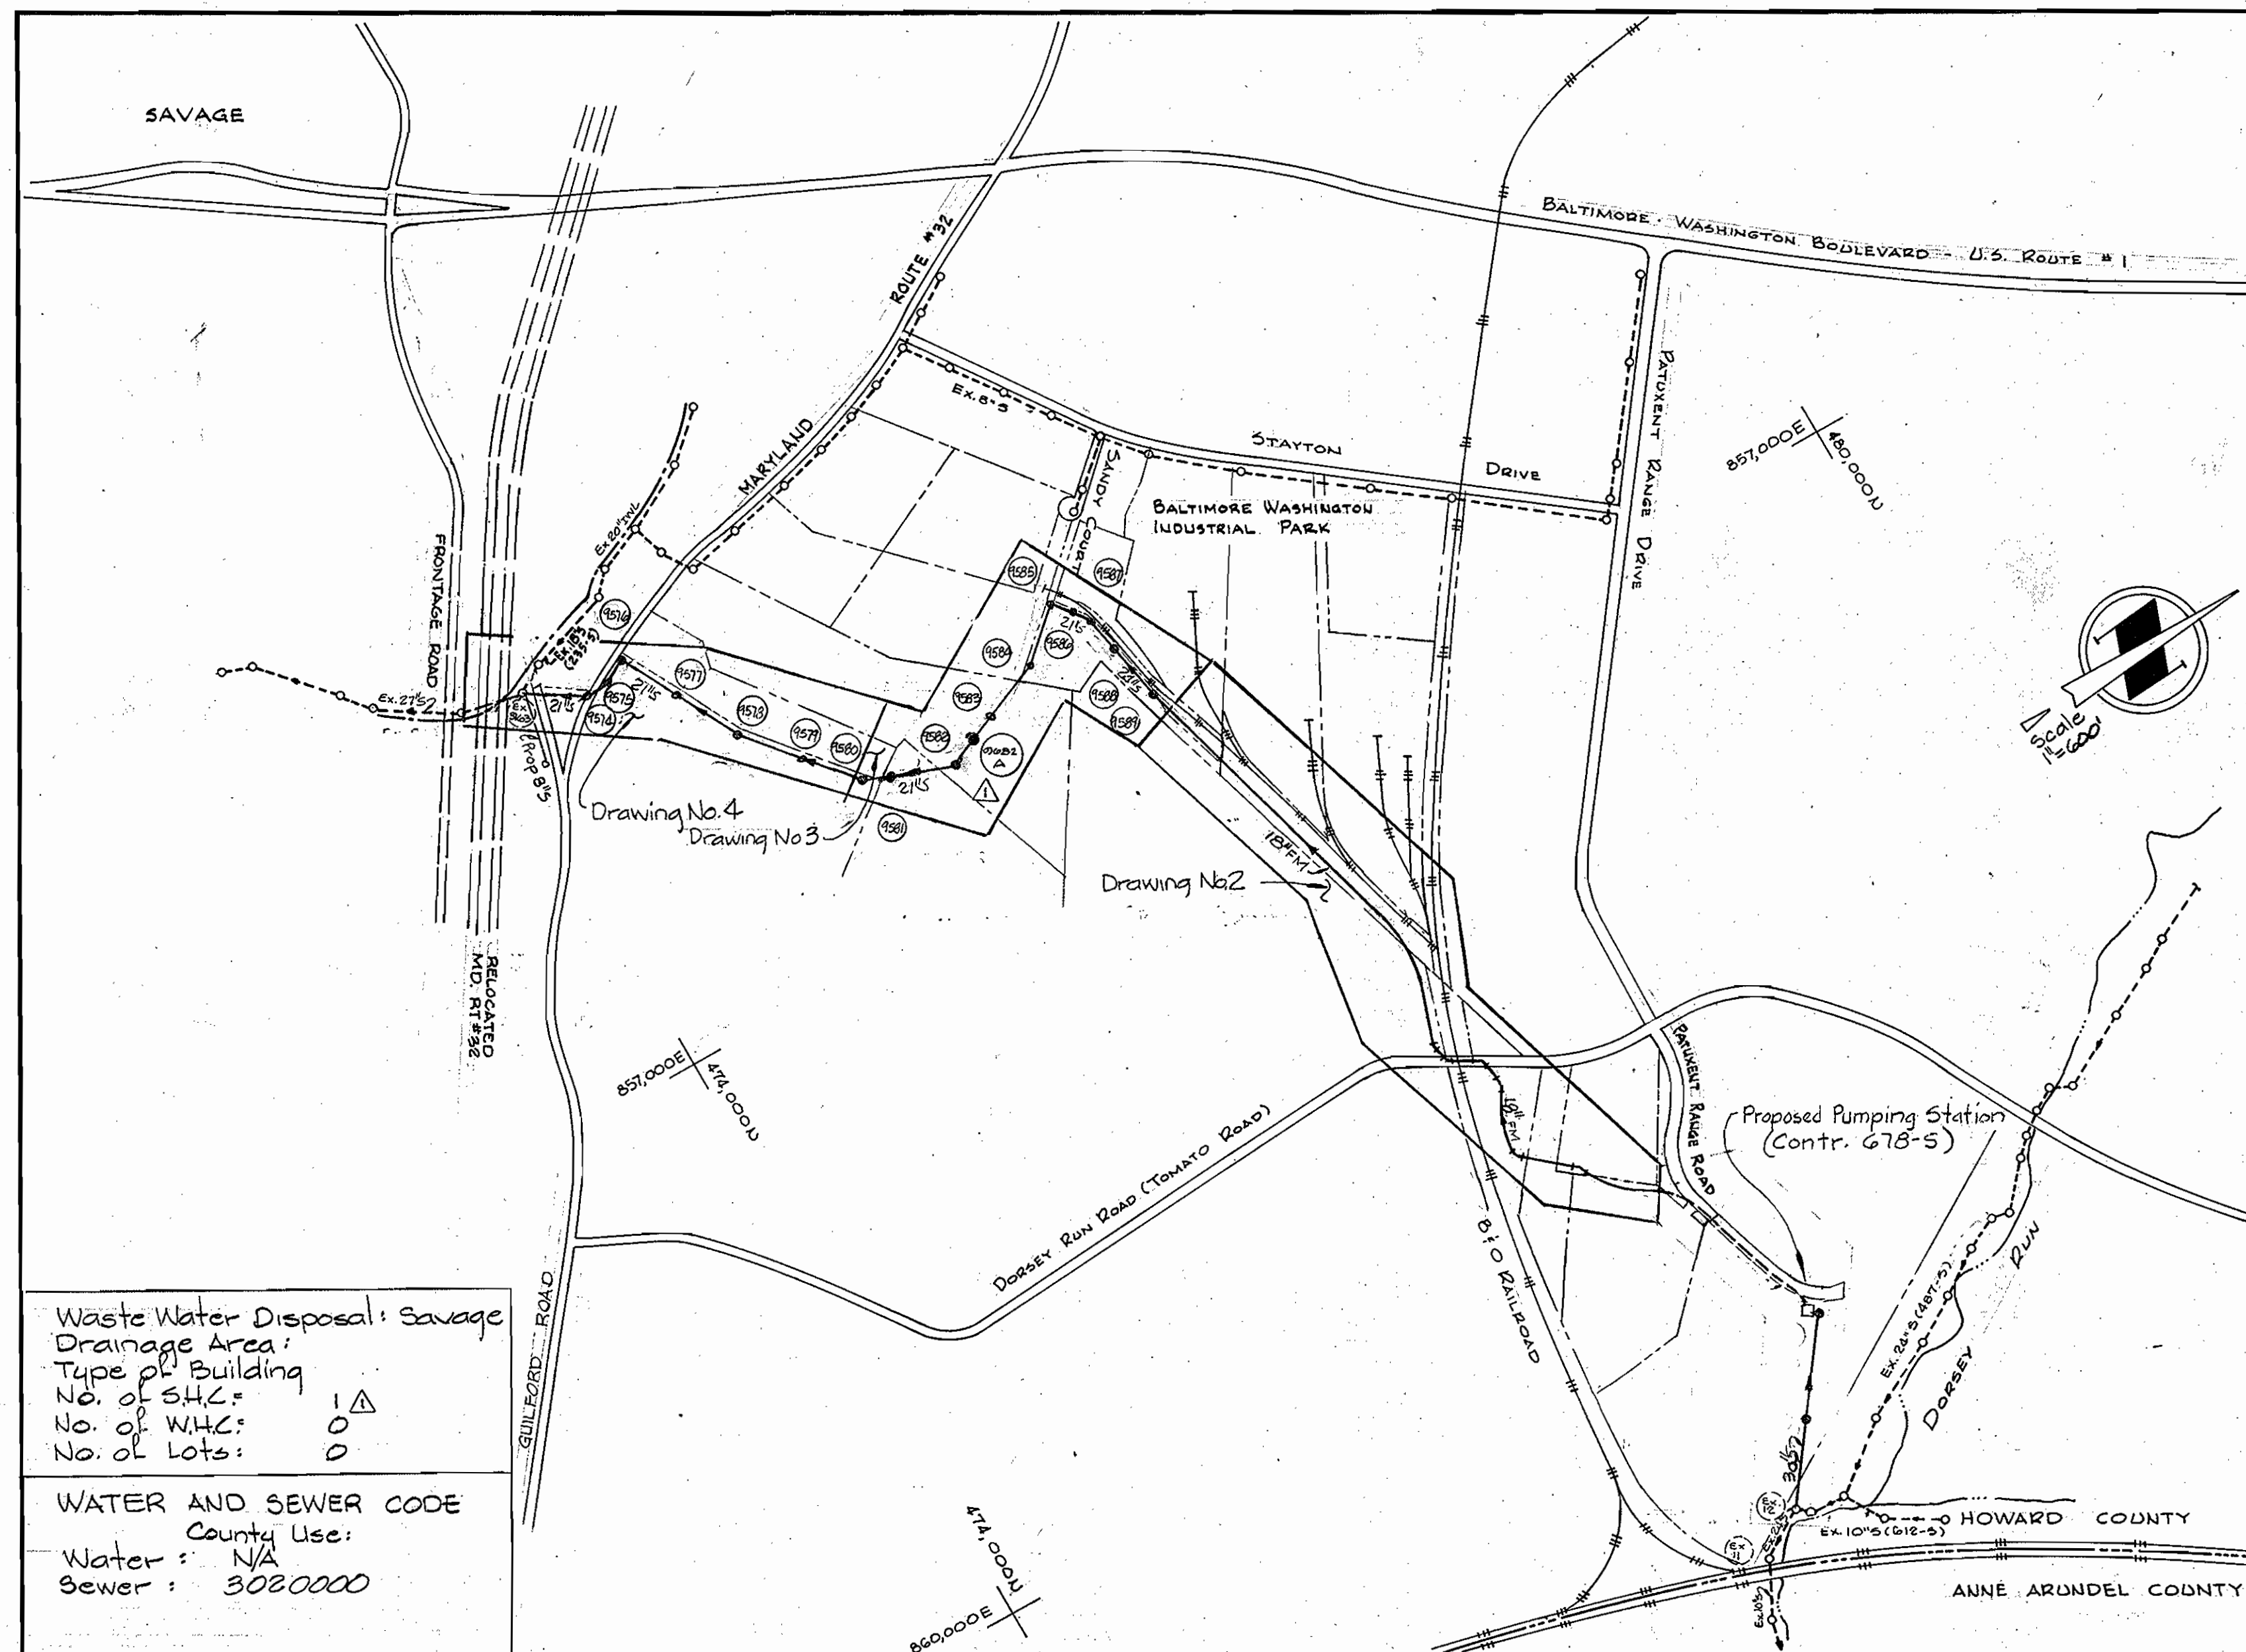 SAVAGE
BALTIMORE - WASHINGTON BOULEVARD - U.S. ROUTE #1
ROUTE #32
MARYLAND
Ex. 8"S
STAYTON
DRIVE
SANDY COURT
PATUXENT RANGE DRIVE
857,000E
480,000N
BALTIMORE WASHINGTON
INDUSTRIAL PARK
FRONTAGE ROAD
Ex. 27"S
21"S
27"S
9576
9575
9574
9577
9578
9579
9580
9581
9582
9583
9584
9585
9586
9587
9588
9589
A
1
21"S
21"S
Scale
1"=600'
Drawing No. 4
Drawing No 3
Drawing No. 2
18"FM
RELOCATED
MD. RT #32
857,000E
474,000N
18" FM
PATUXENT RANGE ROAD
Proposed Pumping Station
(Contr. 678-S)
DORSEY RUN ROAD (TOMATO ROAD)
B & O RAILROAD
Ex. 24"S (487-S)
DORSEY RUN
GUILFORD ROAD
30"S
Ex. 10"S (612-S)
HOWARD COUNTY
ANNE ARUNDEL COUNTY
474,000N
860,000E
Waste Water Disposal: Savage
Drainage Area:
Type of Building
No. of S.H.C.: 1 1
No. of W.H.C: 0
No. of Lots: 0
WATER AND SEWER CODE
County Use:
Water : N/A
Sewer : 3020000